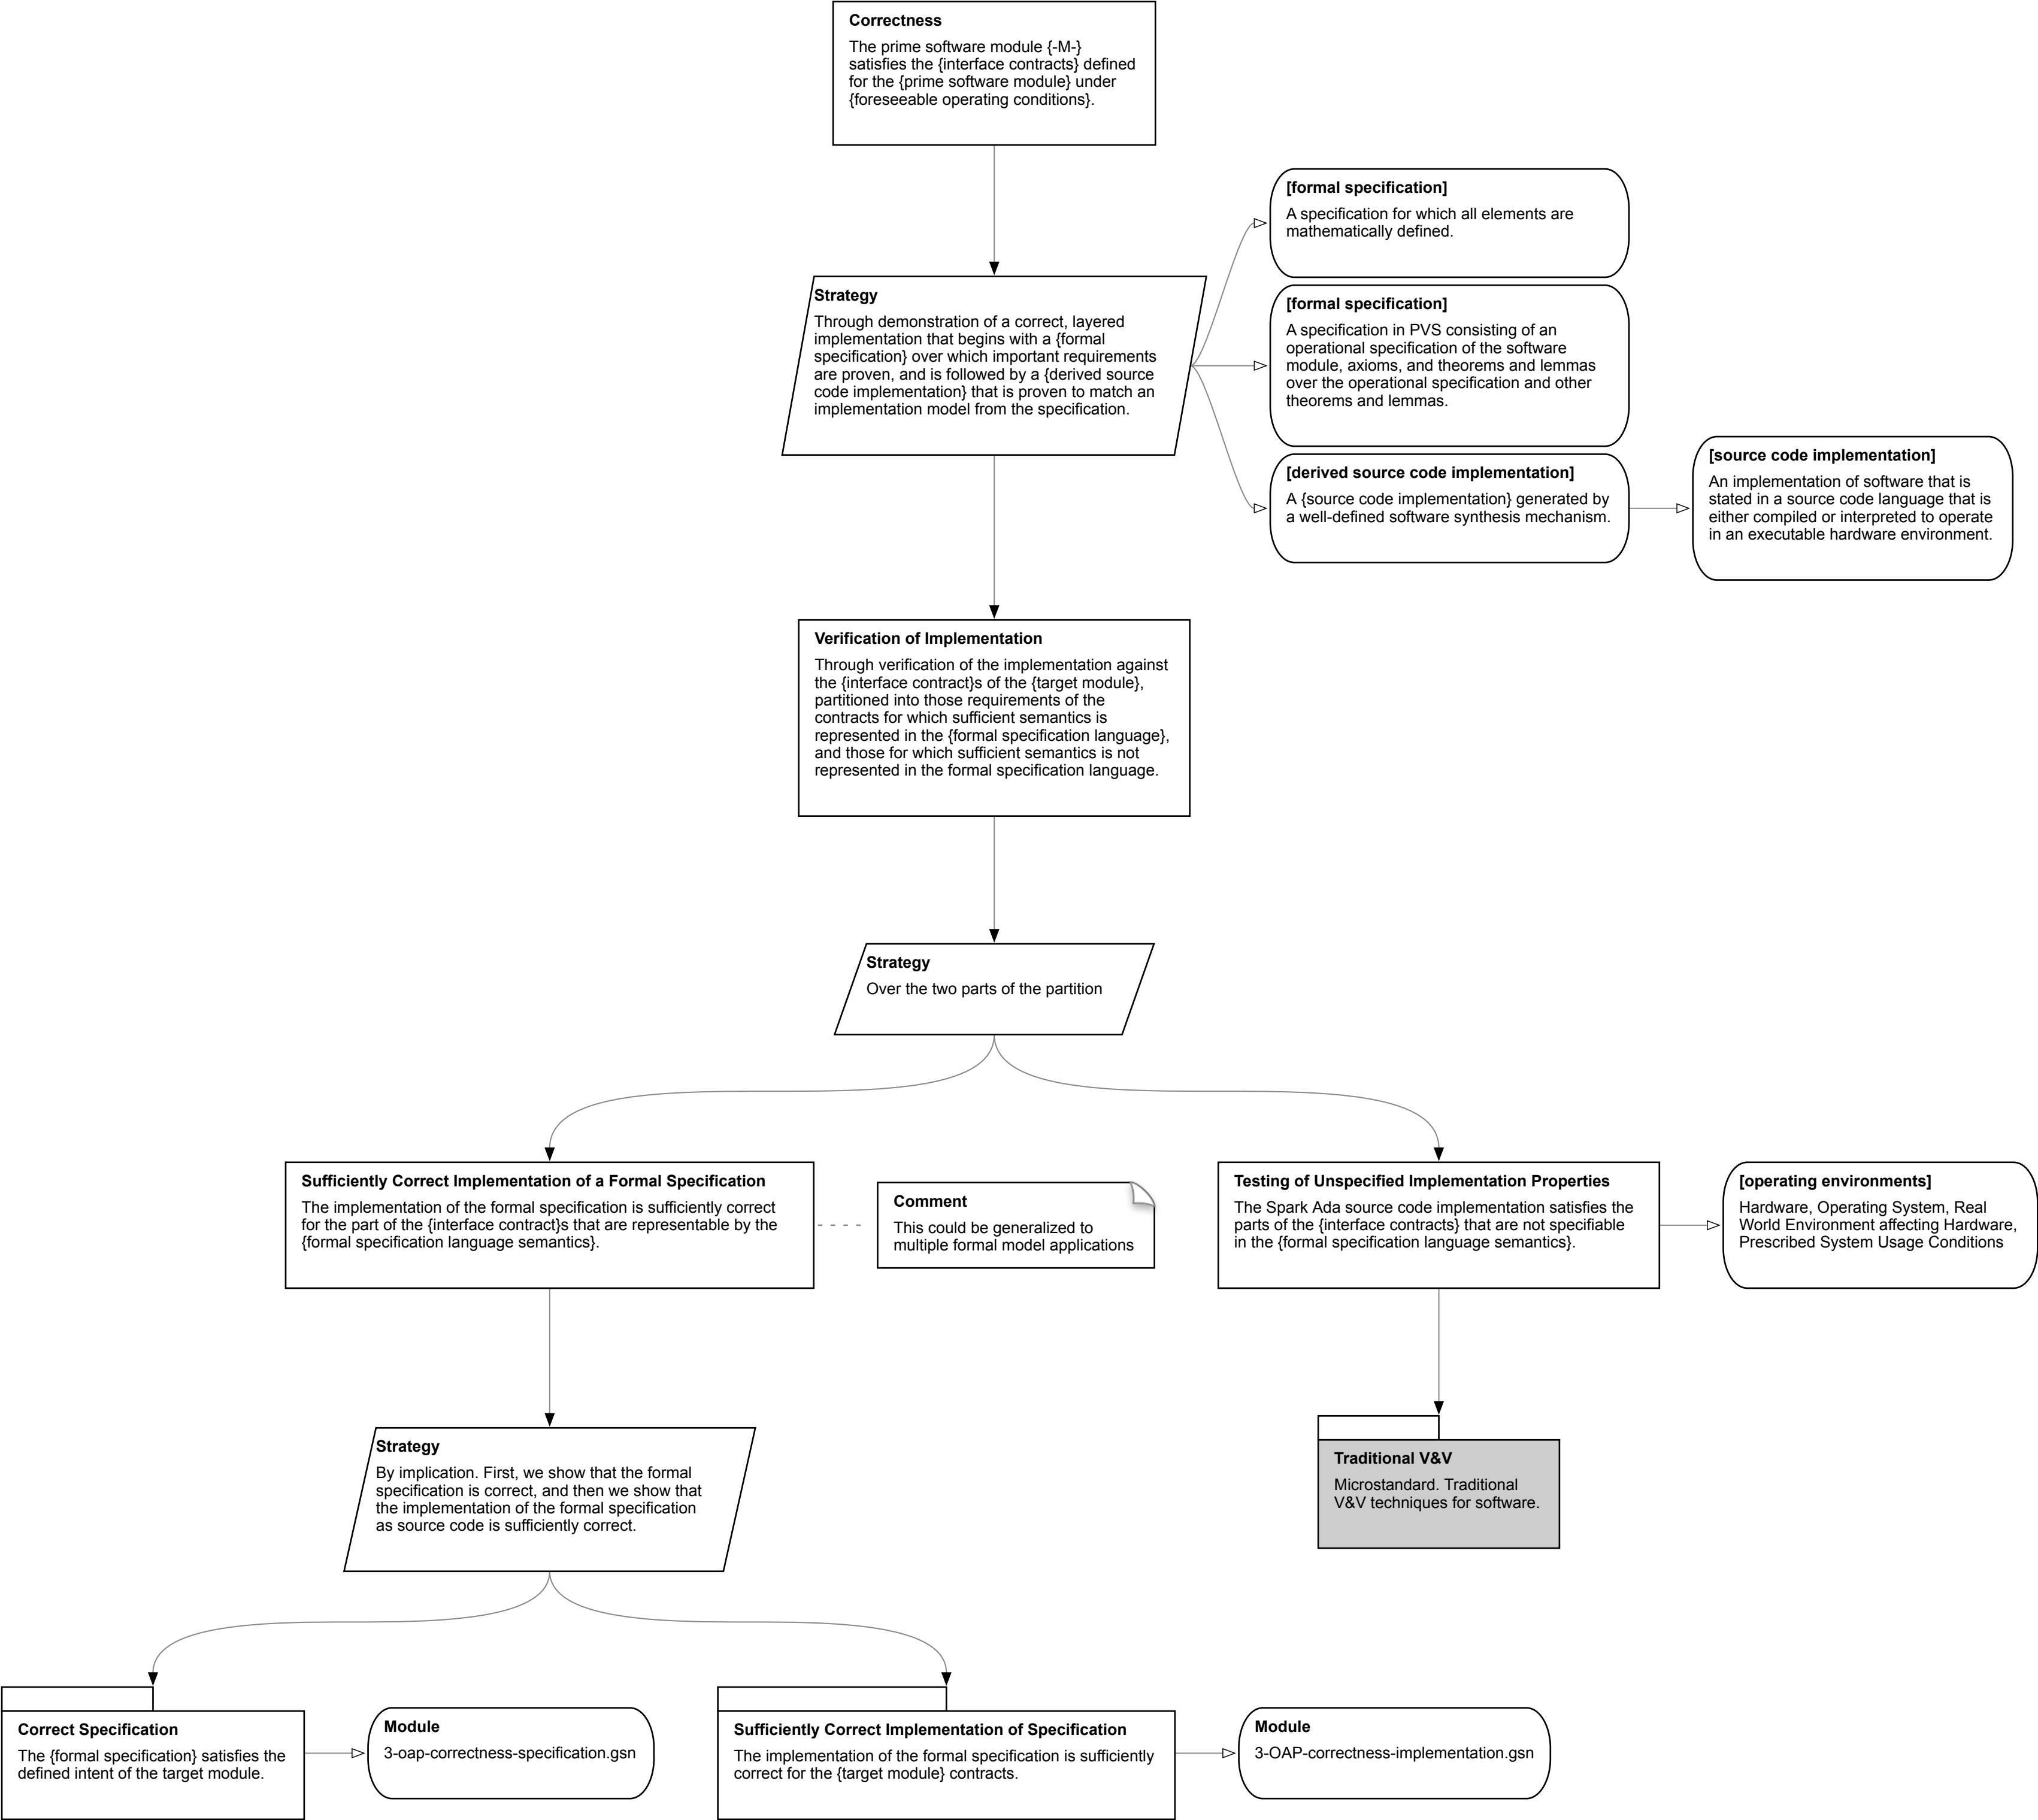 Correctness
The prime software module {-M-}
satisfies the {interface contracts} defined
for the {prime software module} under
{foreseeable operating conditions}.
[formal specification]
A specification for which all elements are
mathematically defined.
Strategy
Through demonstration of a correct, layered
implementation that begins with a {formal
specification} over which important requirements
are proven, and is followed by a {derived source
code implementation} that is proven to match an
implementation model from the specification.
[formal specification]
A specification in PVS consisting of an
operational specification of the software
module, axioms, and theorems and lemmas
over the operational specification and other
theorems and lemmas.
[derived source code implementation]
A {source code implementation} generated by
a well-defined software synthesis mechanism.
[source code implementation]
An implementation of software that is
stated in a source code language that is
either compiled or interpreted to operate
in an executable hardware environment.
Verification of Implementation
Through verification of the implementation against
the {interface contract}s of the {target module},
partitioned into those requirements of the
contracts for which sufficient semantics is
represented in the {formal specification language},
and those for which sufficient semantics is not
represented in the formal specification language.
Strategy
Over the two parts of the partition
Sufficiently Correct Implementation of a Formal Specification
The implementation of the formal specification is sufficiently correct
for the part of the {interface contract}s that are representable by the
{formal specification language semantics}.
Comment
This could be generalized to
multiple formal model applications
Testing of Unspecified Implementation Properties
The Spark Ada source code implementation satisfies the
parts of the {interface contracts} that are not specifiable
in the {formal specification language semantics}.
[operating environments]
Hardware, Operating System, Real
World Environment affecting Hardware,
Prescribed System Usage Conditions
Strategy
By implication. First, we show that the formal
specification is correct, and then we show that
the implementation of the formal specification
as source code is sufficiently correct.
Traditional V&V
Microstandard. Traditional
V&V techniques for software.
Correct Specification
The {formal specification} satisfies the
defined intent of the target module.
Module
3-oap-correctness-specification.gsn
Sufficiently Correct Implementation of Specification
The implementation of the formal specification is sufficiently
correct for the {target module} contracts.
Module
3-OAP-correctness-implementation.gsn